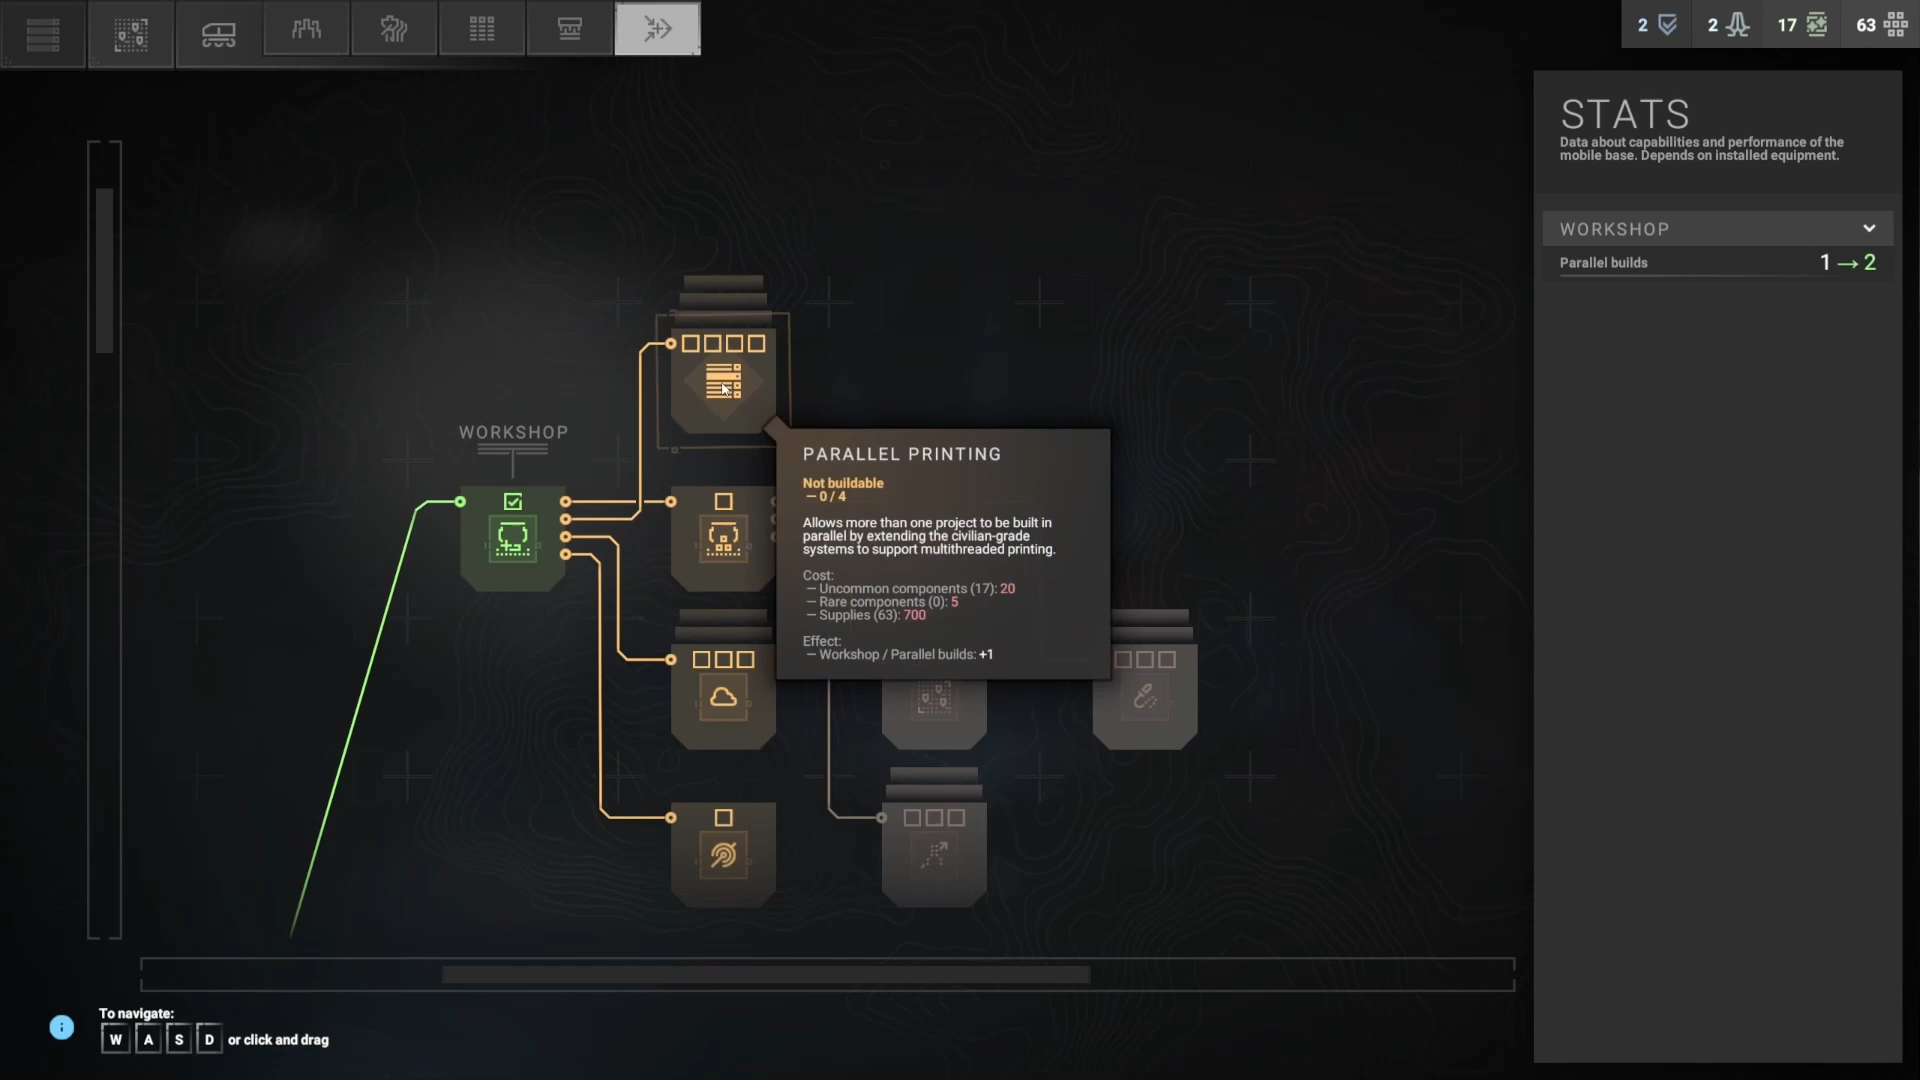 2
2
17
63
STATS
Data about capabilities and performance of the
mobile base. Depends on installed equipment.
WORKSHOP
Parallel builds
1 → 2
WORKSHOP
PARALLEL PRINTING
Not buildable
— 0 / 4
Allows more than one project to be built in
parallel by extending the civilian-grade
systems to support multithreaded printing.
Cost:
— Uncommon components (17): 20
— Rare components (0): 5
— Supplies (63): 700
Effect:
— Workshop / Parallel builds: +1
To navigate:
W A S D or click and drag